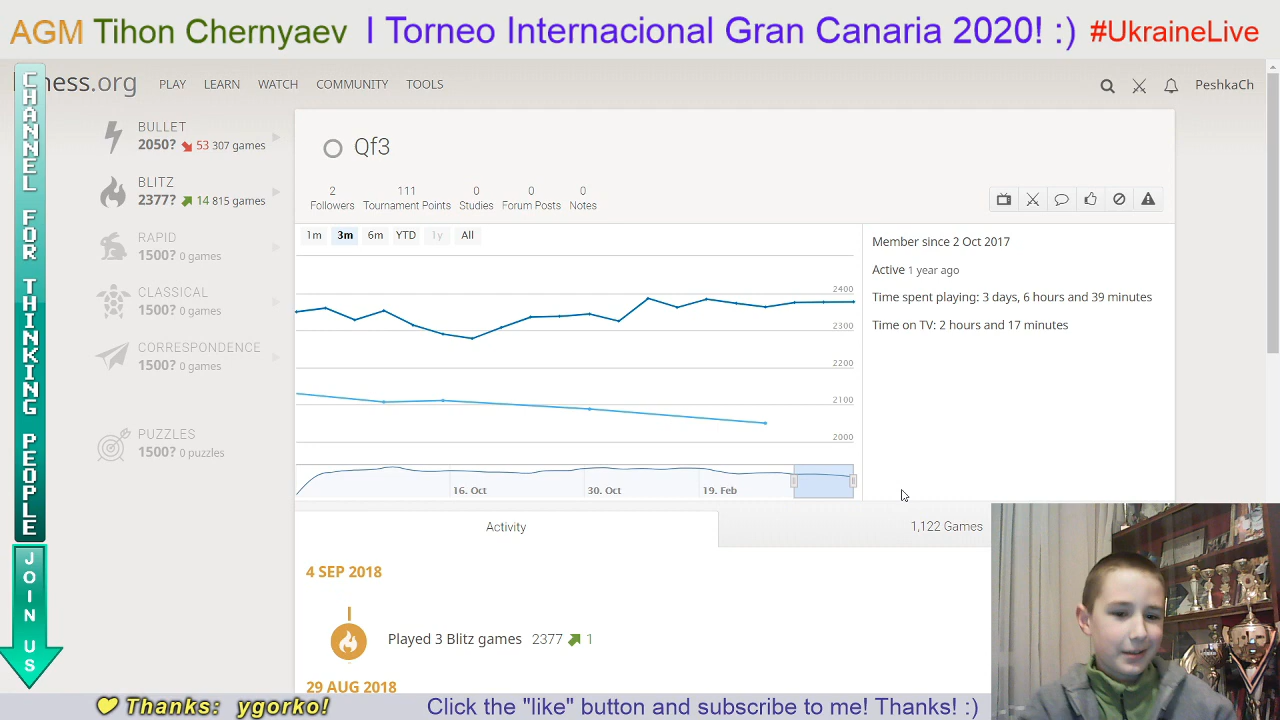 AGM Tihon Chernyaev I Torneo Internacional Gran Canaria 2020! :) #UkraineLive
CHANNEL FOR THINKING PEOPLE
JOIN US
hess.org PLAY LEARN WATCH COMMUNITY TOOLS PeshkaCh
BULLET
2050? 53 307 games
BLITZ
2377? 14 815 games
RAPID
1500? 0 games
CLASSICAL
1500? 0 games
CORRESPONDENCE
1500? 0 games
PUZZLES
1500? 0 puzzles
Qf3
2 111 0 0 0
Followers Tournament Points Studies Forum Posts Notes
1m 3m 6m YTD 1y All
2400
2300
2200
2100
2000
16. Oct 30. Oct 19. Feb
Member since 2 Oct 2017
Active 1 year ago
Time spent playing: 3 days, 6 hours and 39 minutes
Time on TV: 2 hours and 17 minutes
Activity 1,122 Games
4 SEP 2018
Played 3 Blitz games 2377 1
29 AUG 2018
Thanks: ygorko! Click the "like" button and subscribe to me! Thanks! :)